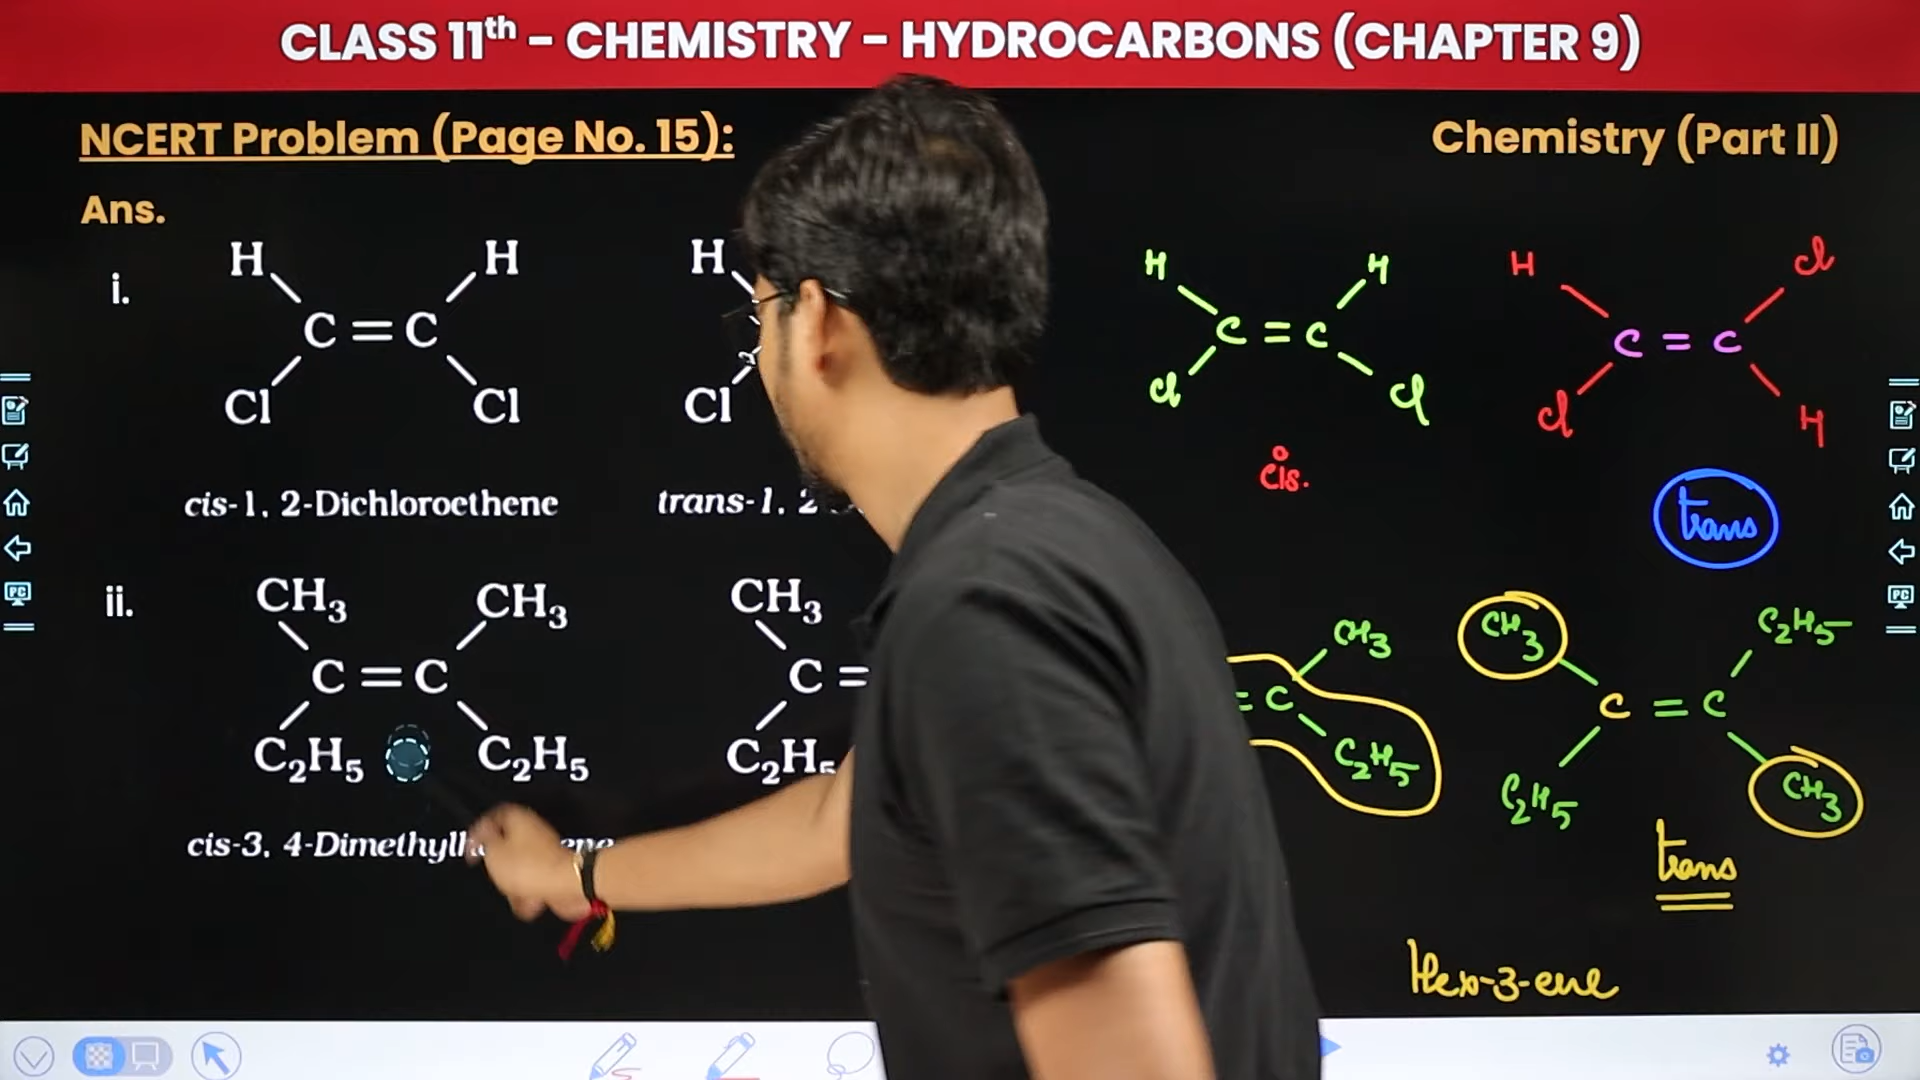 CLASS 11th - CHEMISTRY - HYDROCARBONS (CHAPTER 9)
NCERT Problem (Page No. 15):
Chemistry (Part II)
Ans.
i.
H H
C = C
Cl Cl
cis-1, 2-Dichloroethene
H
Cl
trans-1, 2
H H
C = C
Cl Cl
cis.
H Cl
C = C
Cl H
trans
ii.
CH3 CH3
C = C
C2H5 C2H5
cis-3, 4-
CH3
C =
C2H5
CH3
= C
C2H5
CH3 C2H5
C = C
C2H5 CH3
trans
Hex-3-ene
PC
PC